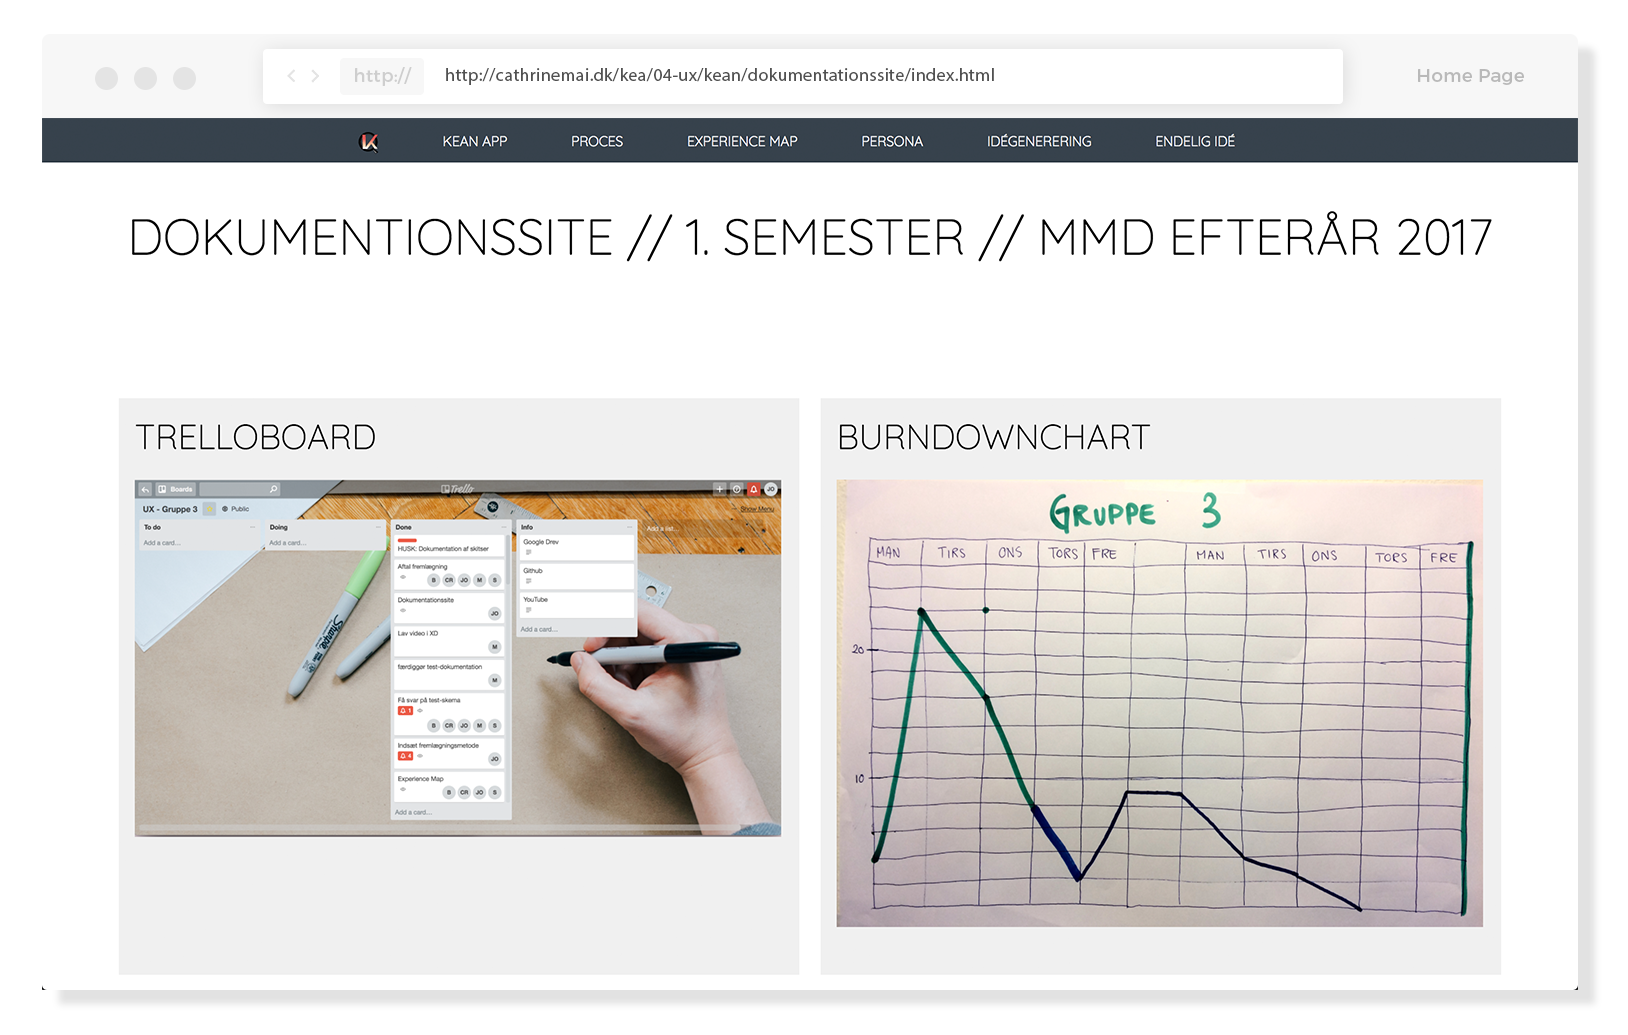 http://
http://cathrinemai.dk/kea/04-ux/kean/dokumentationssite/index.html
Home Page
KEAN APP
PROCES
EXPERIENCE MAP
PERSONA
IDÉGENERERING
ENDELIG IDÉ
DOKUMENTIONSSITE // 1. SEMESTER // MMD EFTERÅR 2017
TRELLOBOARD
Boards
Trello
JO
UX - Gruppe 3
Public
Show Menu
To do
Add a card...
Doing
Add a card...
Done
HUSK: Dokumentation af skitser
Aftal fremlægning
B CR JO M S
Dokumentationssite
JO
Lav video i XD
M
færdiggør test-dokumentation
M
Få svar på test-skema
1
B CR JO M S
Indsæt fremlægningsmetode
4
JO
Experience Map
B CR JO S
Add a card...
Info
Google Drev
Github
YouTube
Add a card...
Add a list...
Sharpie
BURNDOWNCHART
GRUPPE 3
MAN TIRS ONS TORS FRE MAN TIRS ONS TORS FRE
20
10